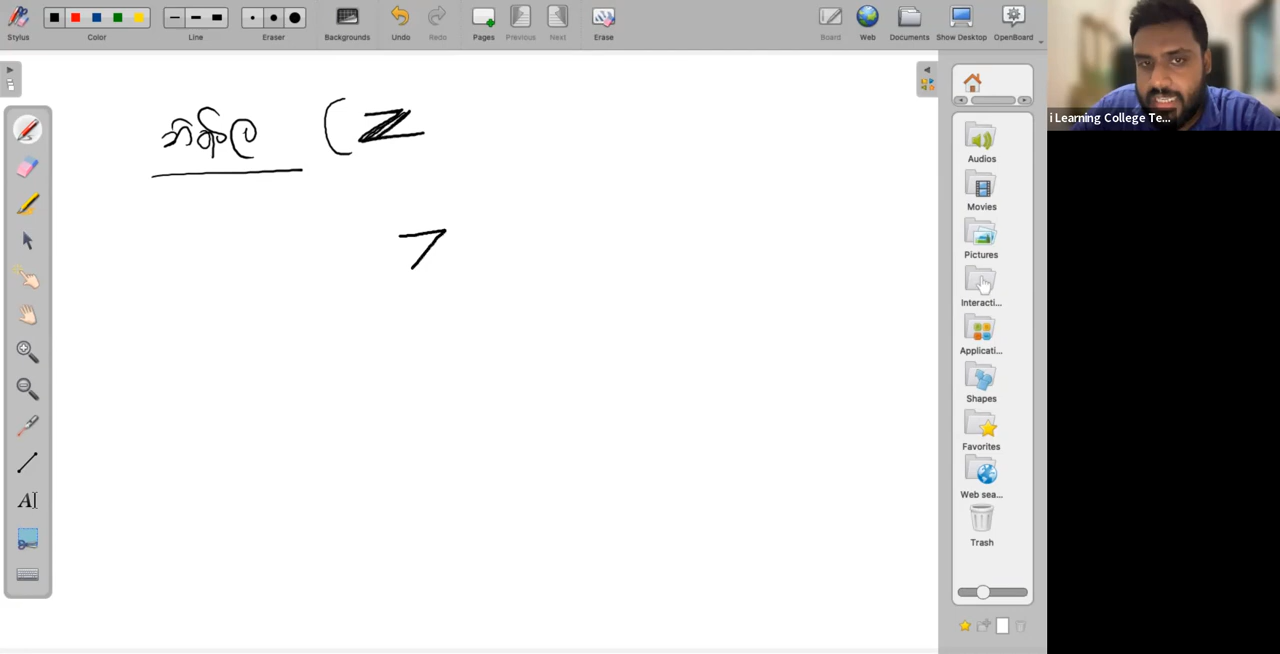 Stylus Color Line Eraser Backgrounds Undo Redo Pages Previous Next Erase Board Web Documents Show Desktop OpenBoard
i Learning College Te...
නිඛිල (Z
Audios
Movies
Pictures
Interacti...
Applicati...
Shapes
Favorites
Web sea...
Trash